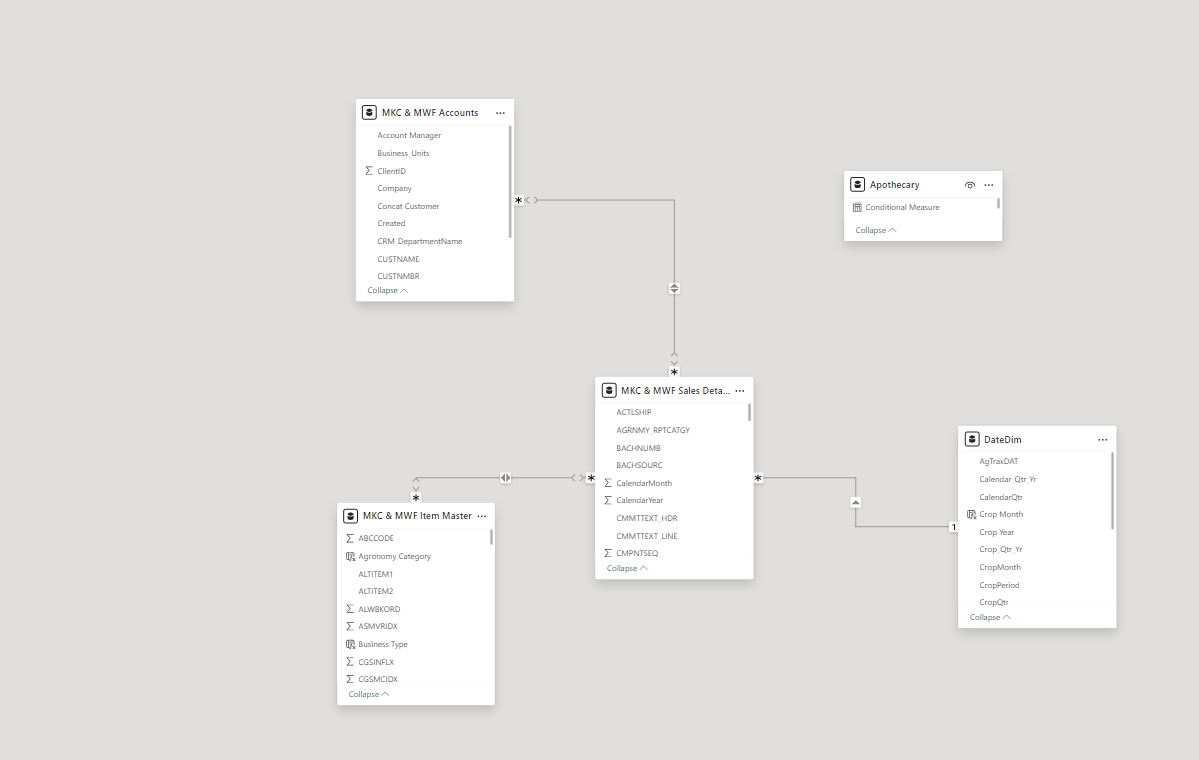 MKC & MWF Accounts
Account Manager
Business_Units
ClientID
Company
Concat Customer
Created
CRM_DepartmentName
CUSTNAME
CUSTNMBR
Collapse
Apothecary
Conditional Measure
Collapse
MKC & MWF Sales Deta...
ACTLSHIP
AGRNMY_RPTCATGY
BACHNUMB
BACHSOURC
CalendarMonth
CalendarYear
CMMTTEXT_HDR
CMMTTEXT_LINE
CMPNTSEQ
Collapse
DateDim
AgTraxDAT
Calendar_Qtr_Yr
CalendarQtr
Crop Month
Crop Year
Crop_Qtr_Yr
CropMonth
CropPeriod
CropQtr
Collapse
MKC & MWF Item Master
ABCCODE
Agronomy Category
ALTITEM1
ALTITEM2
ALWBKORD
ASMVRIDX
Business Type
CGSINFLX
CGSMCIDX
Collapse
1